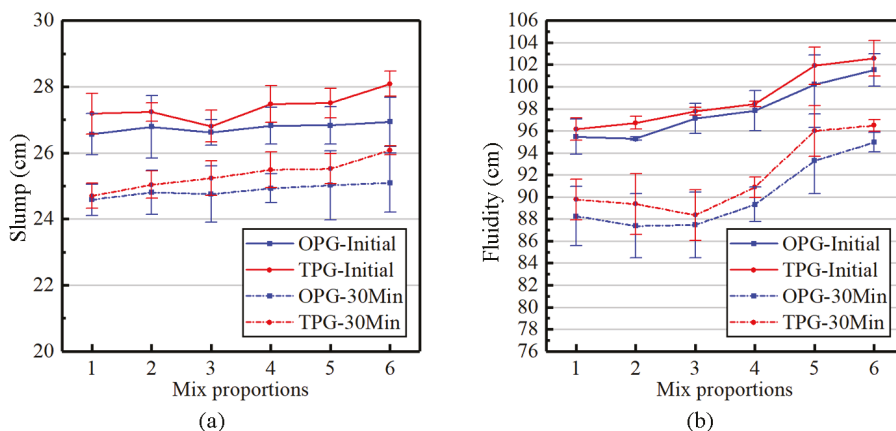 30
28
26
24
22
20
Slump (cm)
OPG-Initial
TPG-Initial
OPG-30Min
TPG-30Min
1 2 3 4 5 6
Mix proportions
(a)
106
104
102
100
98
96
94
92
90
88
86
84
82
80
78
76
Fluidity (cm)
OPG-Initial
TPG-Initial
OPG-30Min
TPG-30Min
1 2 3 4 5 6
Mix proportions
(b)